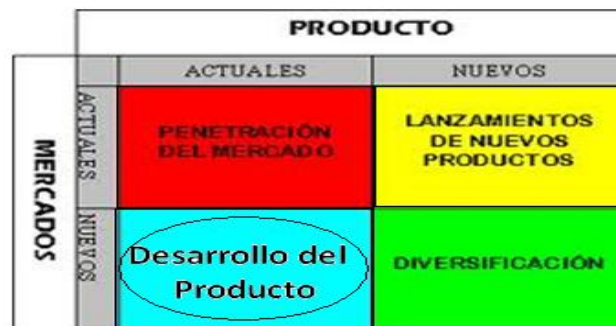 PRODUCTO
ACTUALES
NUEVOS
MERCADOS
ACTUALES
PENETRACIÓN
DEL MERCADO
LANZAMIENTOS
DE NUEVOS
PRODUCTOS
NUEVOS
Desarrollo del
Producto
DIVERSIFICACIÓN